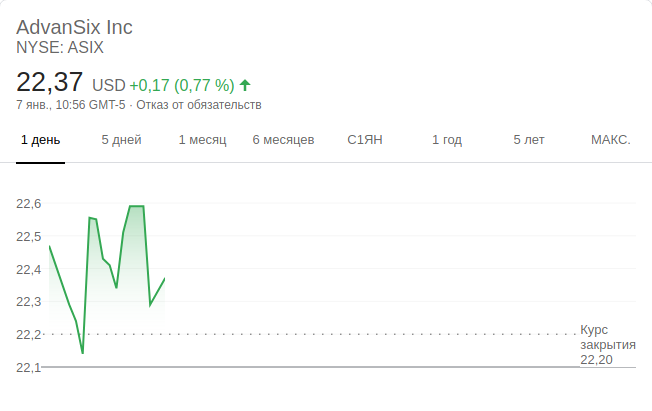 AdvanSix Inc
NYSE: ASIX
22,37 USD +0,17 (0,77 %)
7 янв., 10:56 GMT-5 · Отказ от обязательств
1 день 5 дней 1 месяц 6 месяцев С1ЯН 1 год 5 лет МАКС.
22,6
22,5
22,4
22,3
22,2
22,1
Курс
закрытия
22,20